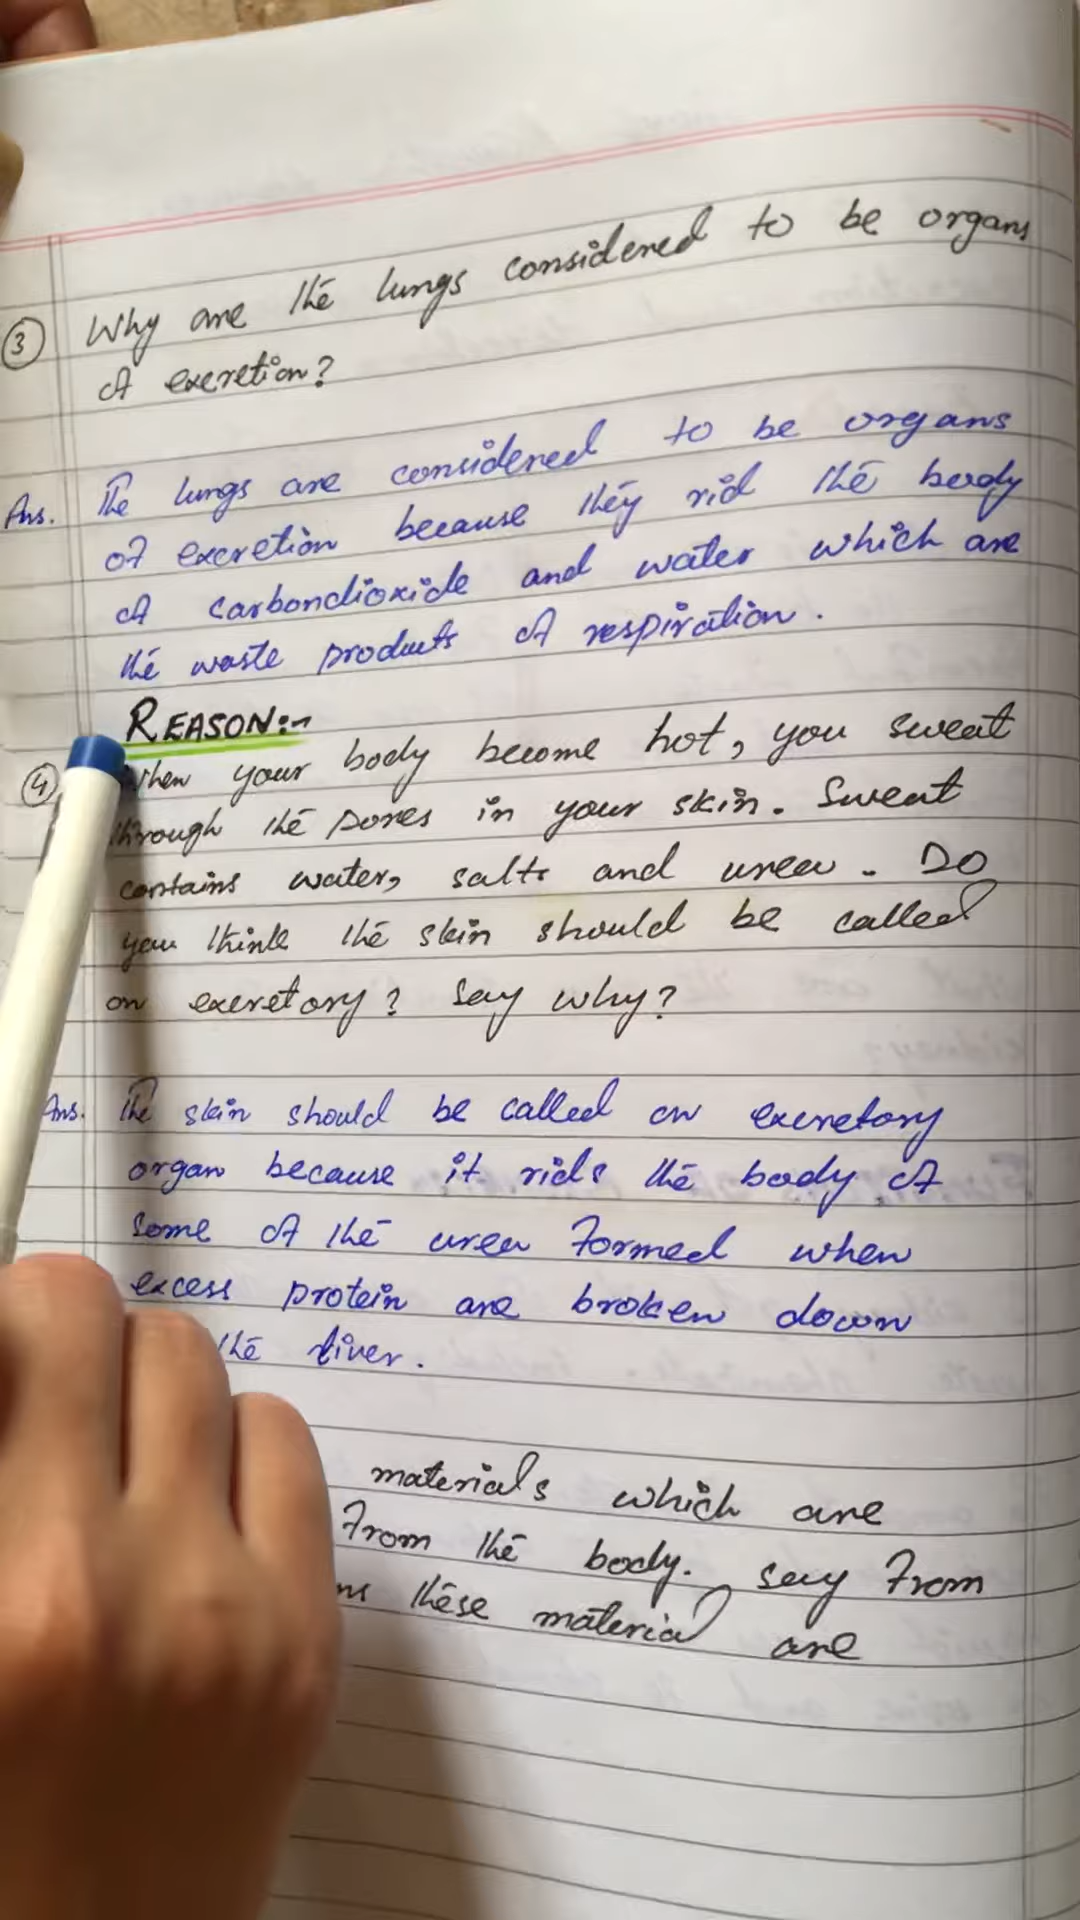 ③ Why are the lungs considered to be organs
of excretion?
Ans. The lungs are considered to be organs
of excretion because they rid the body
of carbondioxide and water which are
the waste products of respiration.
REASON:-
④ When your body become hot, you sweat
through the pores in your skin. Sweat
contains water, salts and urea. Do
you think the skin should be called
an excretory? Say why?
Ans. The skin should be called an excretory
organ because it rids the body of
some of the urea formed when
excess protein are broken down
the liver.
materials which are
from the body. say from
these material are